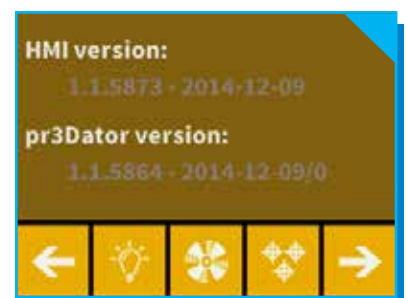 HMI version:
1.1.5873 - 2014-12-09
pr3Dator version:
1.1.5864 - 2014-12-09/0